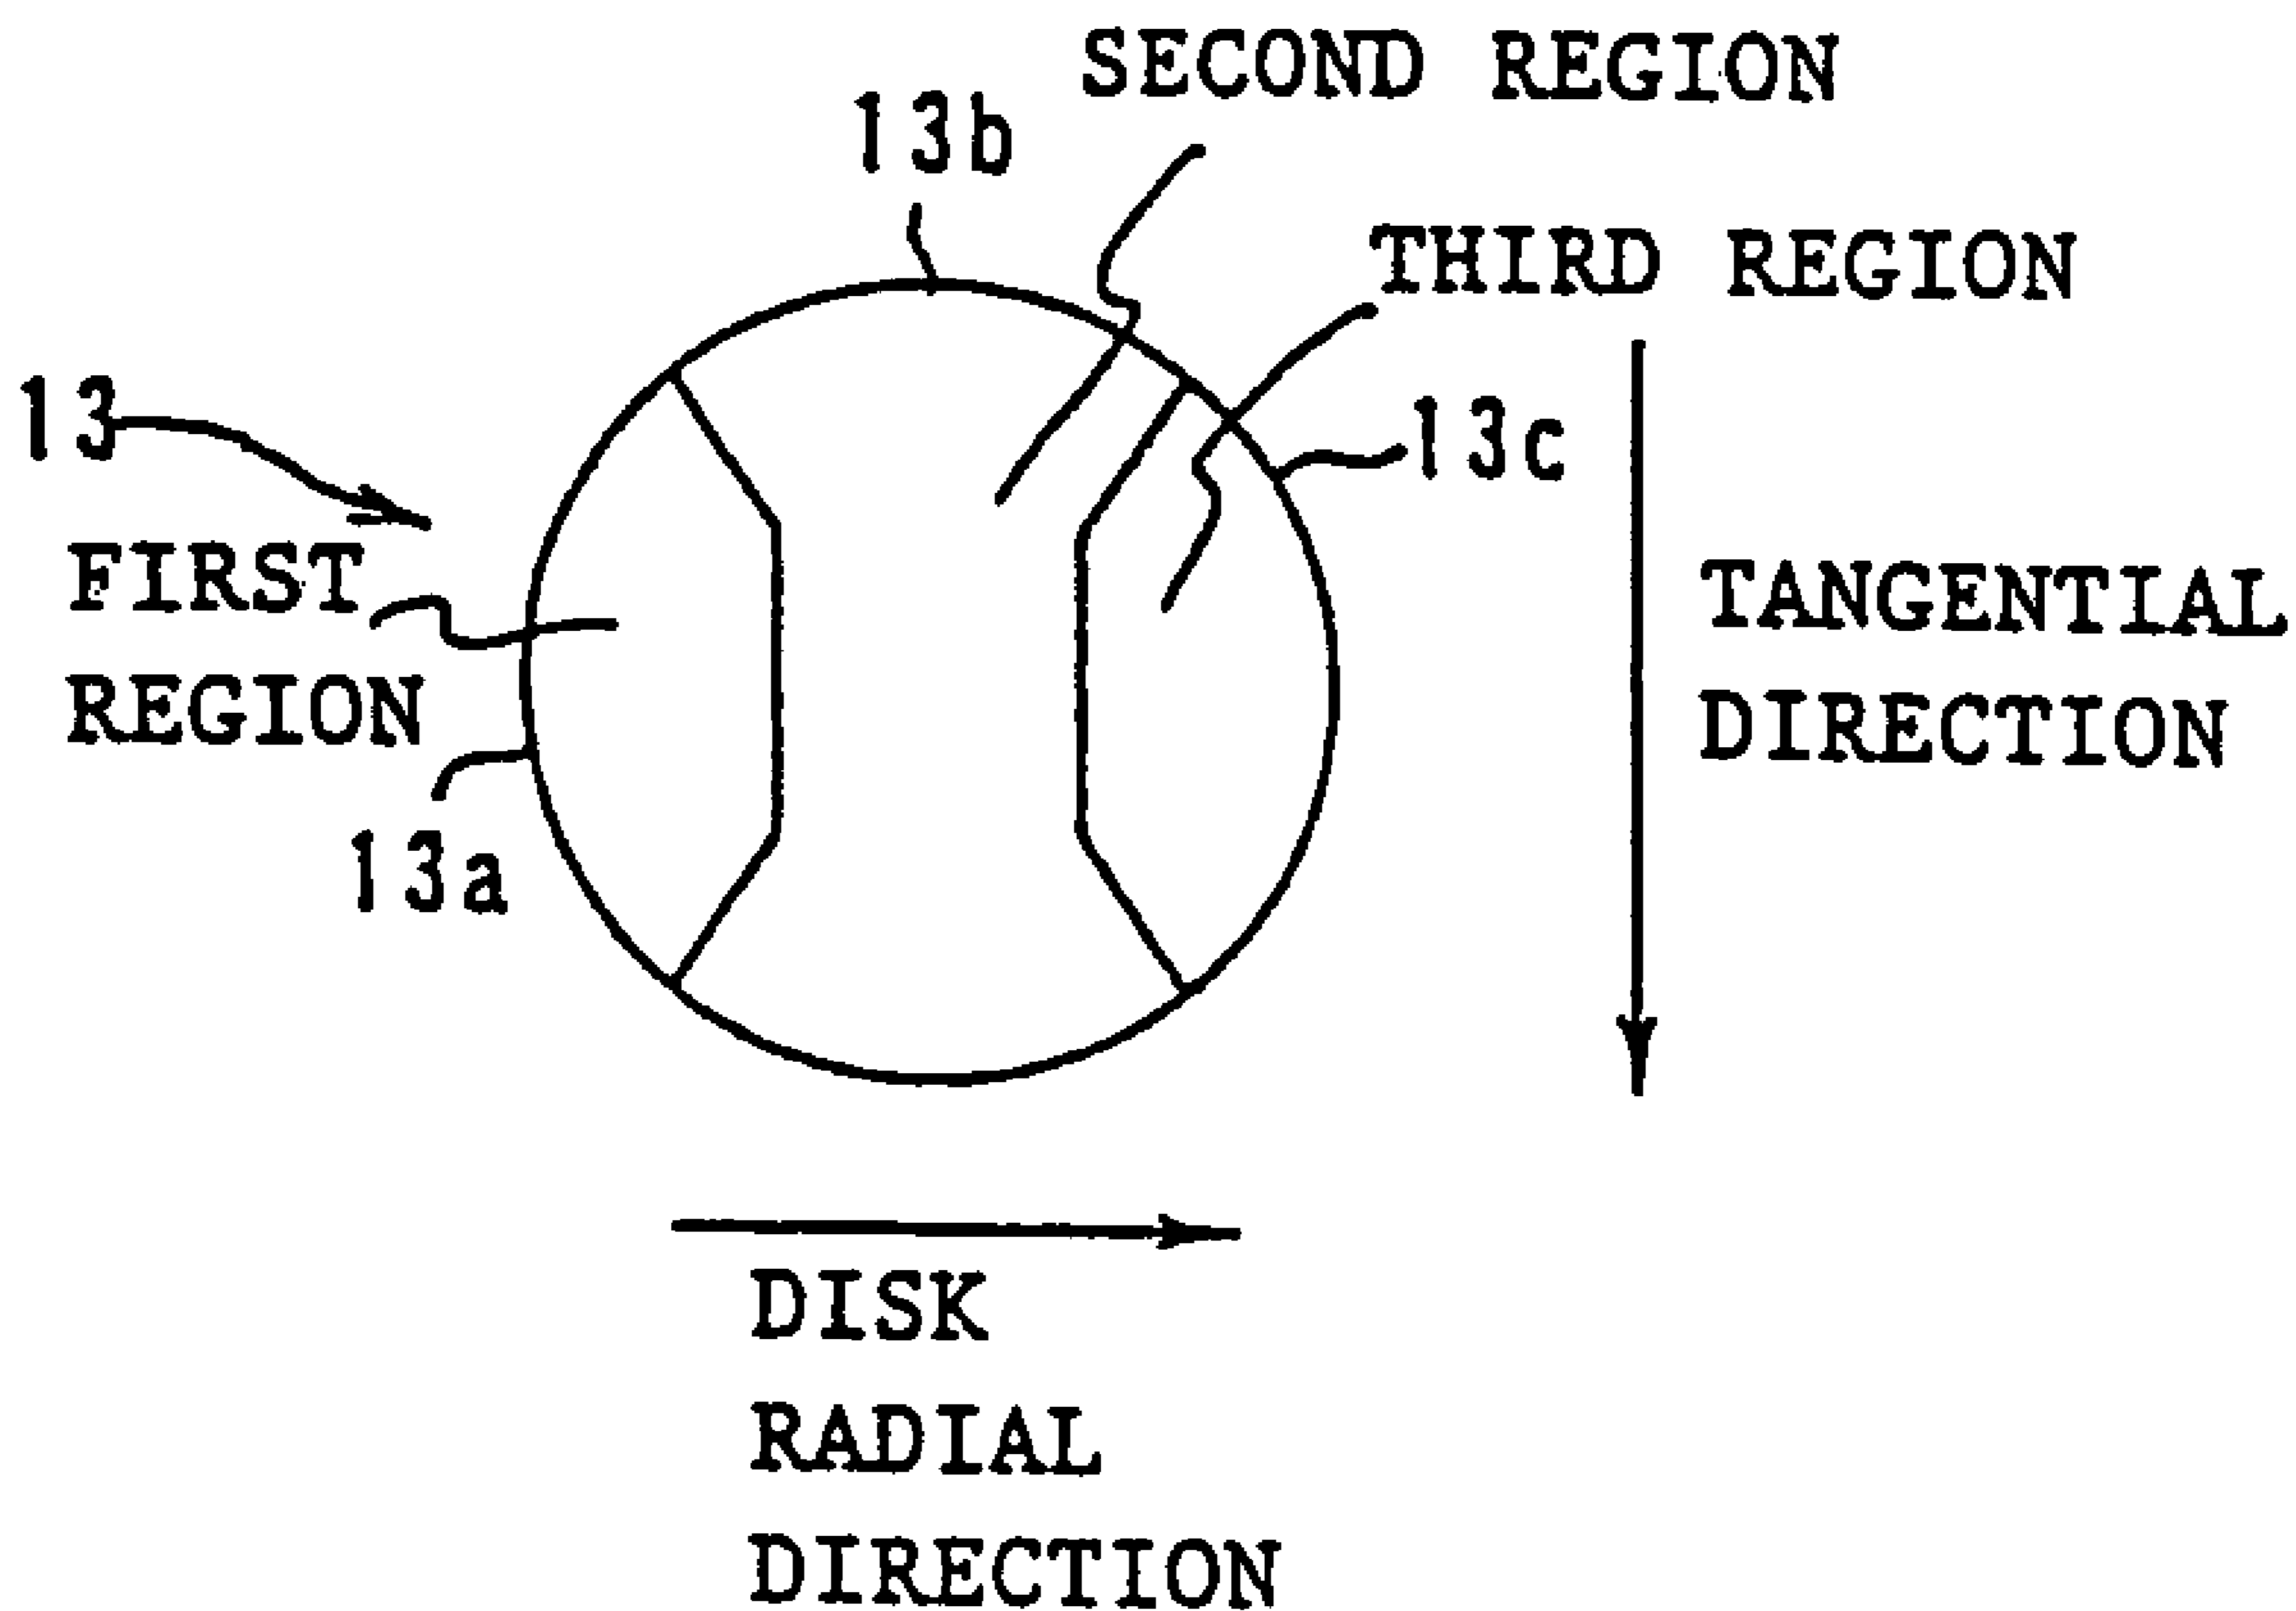 SECOND REGION
13b
THIRD REGION
13
13c
FIRST
REGION
TANGENTIAL
DIRECTION
13a
DISK
RADIAL
DIRECTION